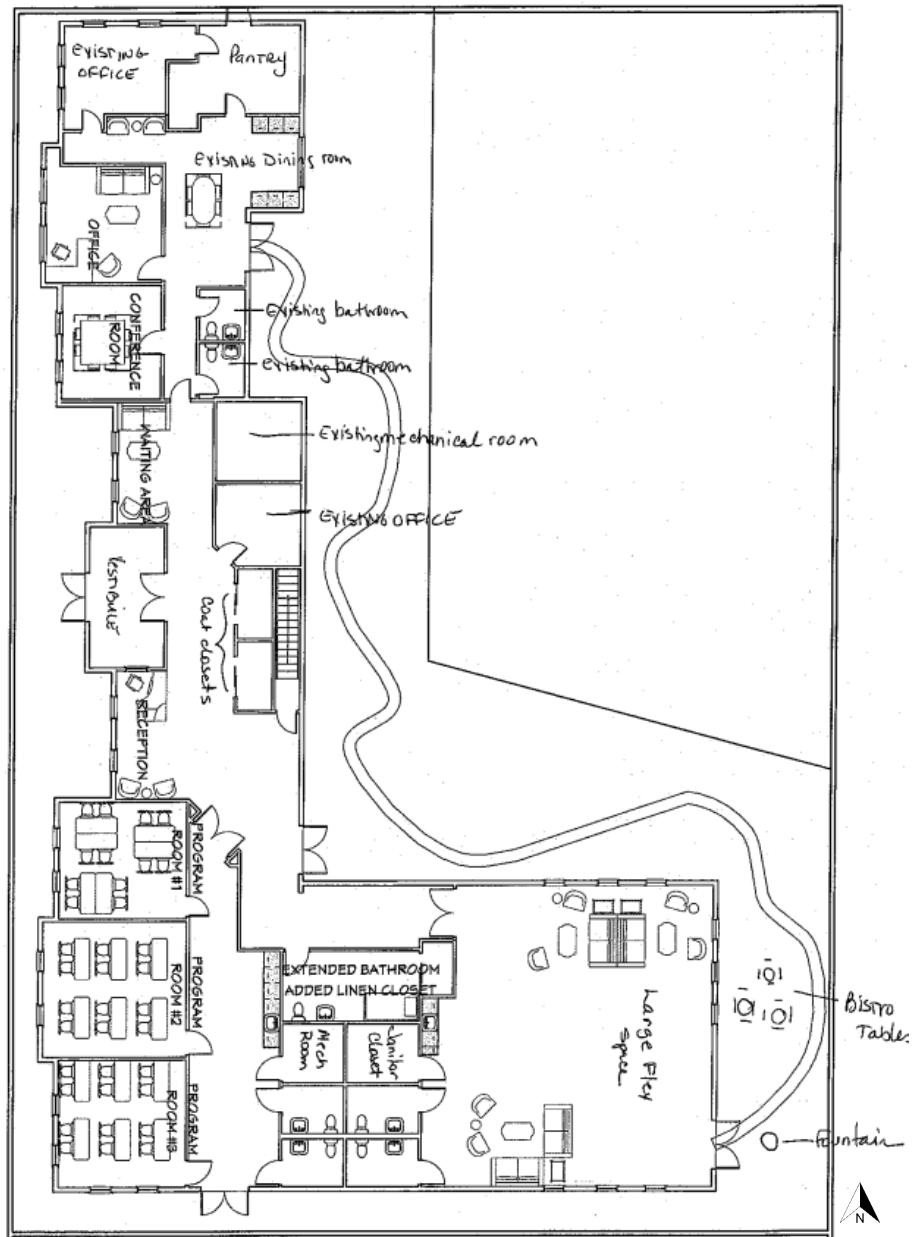 EXISTING
OFFICE
PANTRY
EXISTING Dining room
OFFICE
Existing bathroom
CONFERENCE
ROOM
existing bathroom
WAITING AREA
Existing mechanical room
EXISTING OFFICE
VestiBULE
Coat closets
RECEPTION
PROGRAM
ROOM #1
PROGRAM
ROOM #2
EXTENDED BATHROOM
ADDED LINEN CLOSET
Large Flex
space
Bistro
Tables
Mech
Room
Janitor
Closet
PROGRAM
ROOM #3
fountain
N